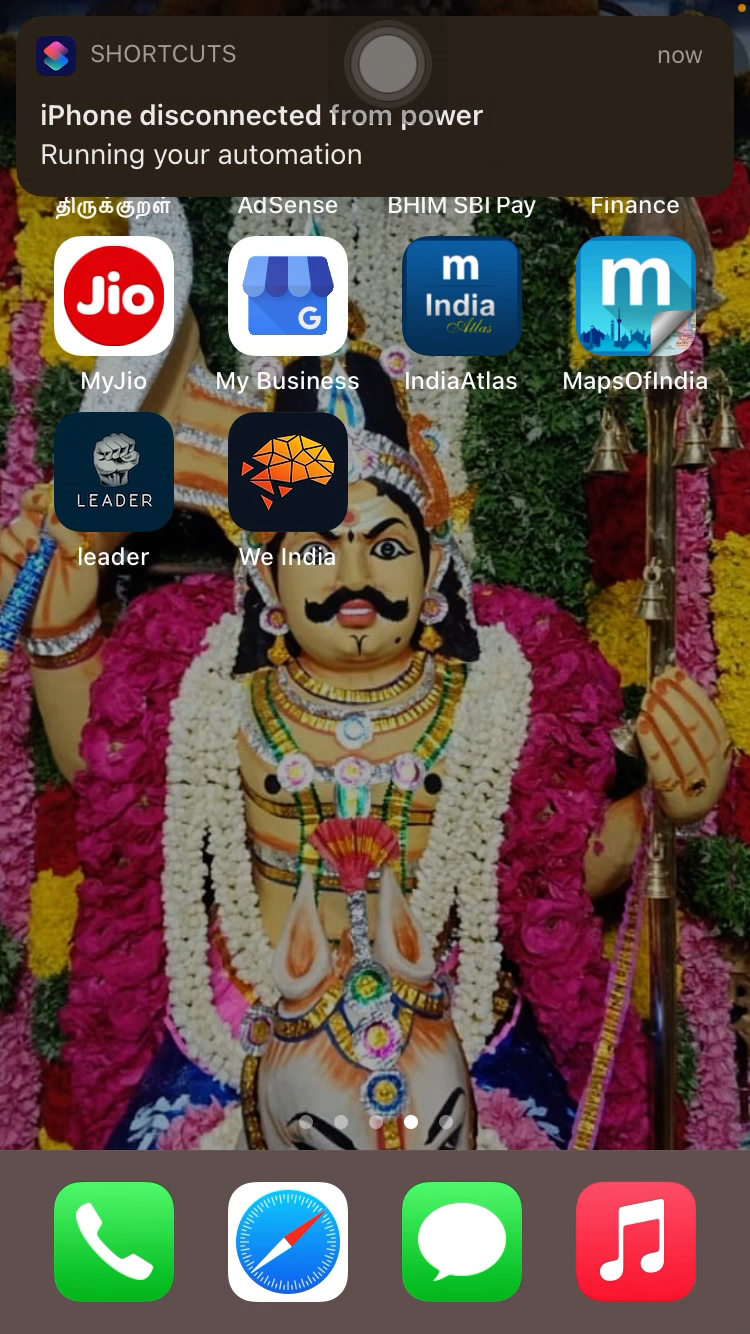 SHORTCUTS now
iPhone disconnected from power
Running your automation
திருக்குறள் AdSense BHIM SBI Pay Finance
Jio
G
m
India
Atlas
m
MyJio My Business IndiaAtlas MapsOfIndia
LEADER
leader We India